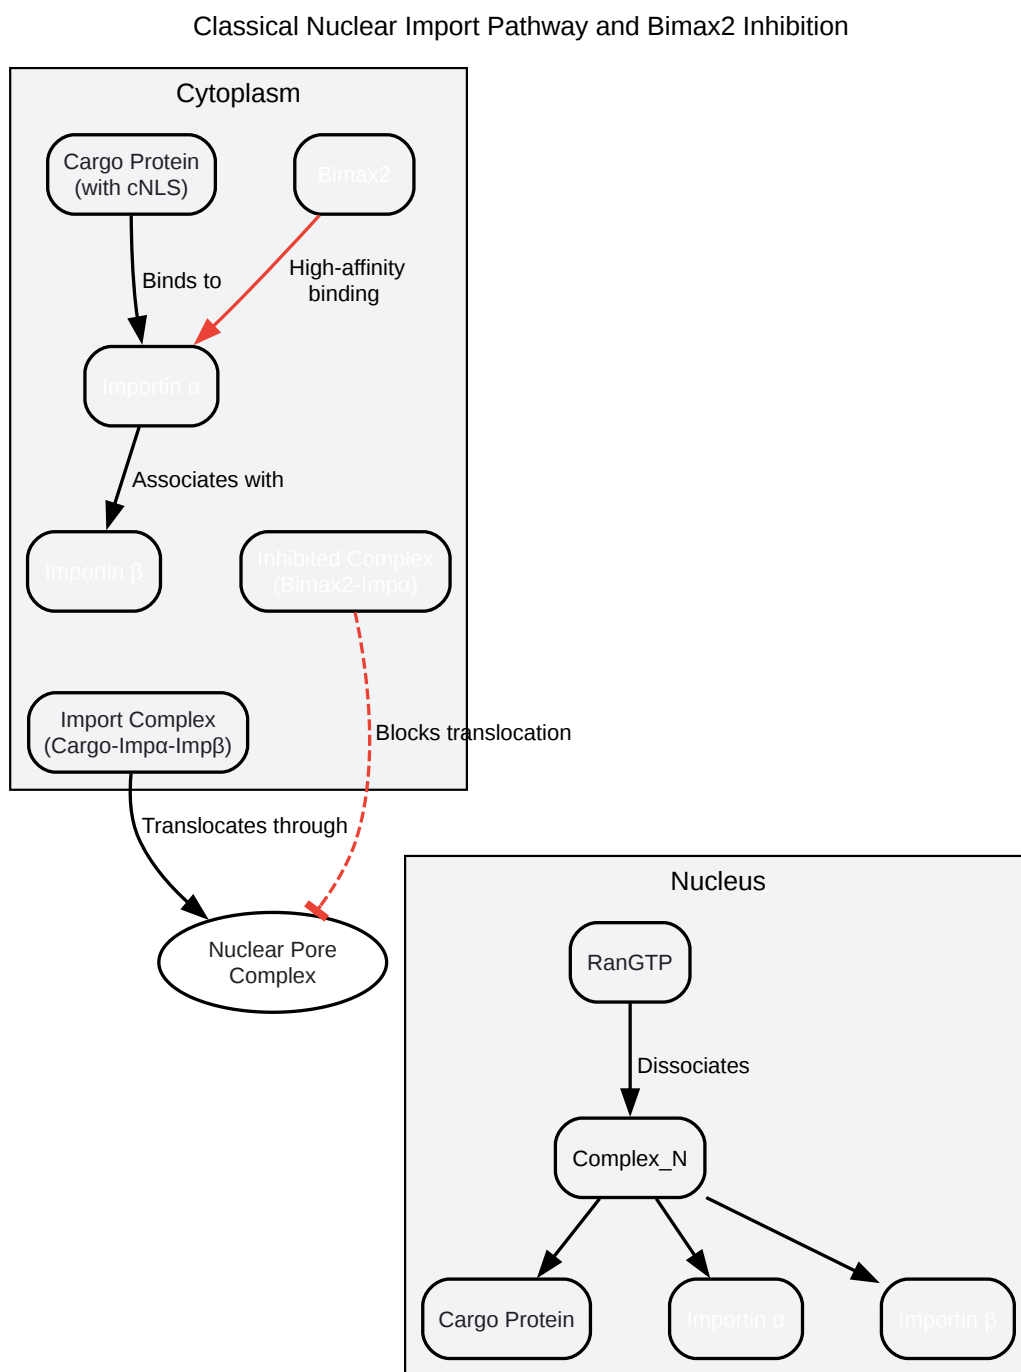 Classical Nuclear Import Pathway and Bimax2 Inhibition
Cytoplasm
Cargo Protein
(with cNLS)
Bimax2
Binds to
High-affinity
binding
Importin α
Associates with
Importin β
Inhibited Complex
(Bimax2-Impα)
Import Complex
(Cargo-Impα-Impβ)
Blocks translocation
Translocates through
Nuclear Pore
Complex
Nucleus
RanGTP
Dissociates
Complex_N
Cargo Protein
Importin α
Importin β